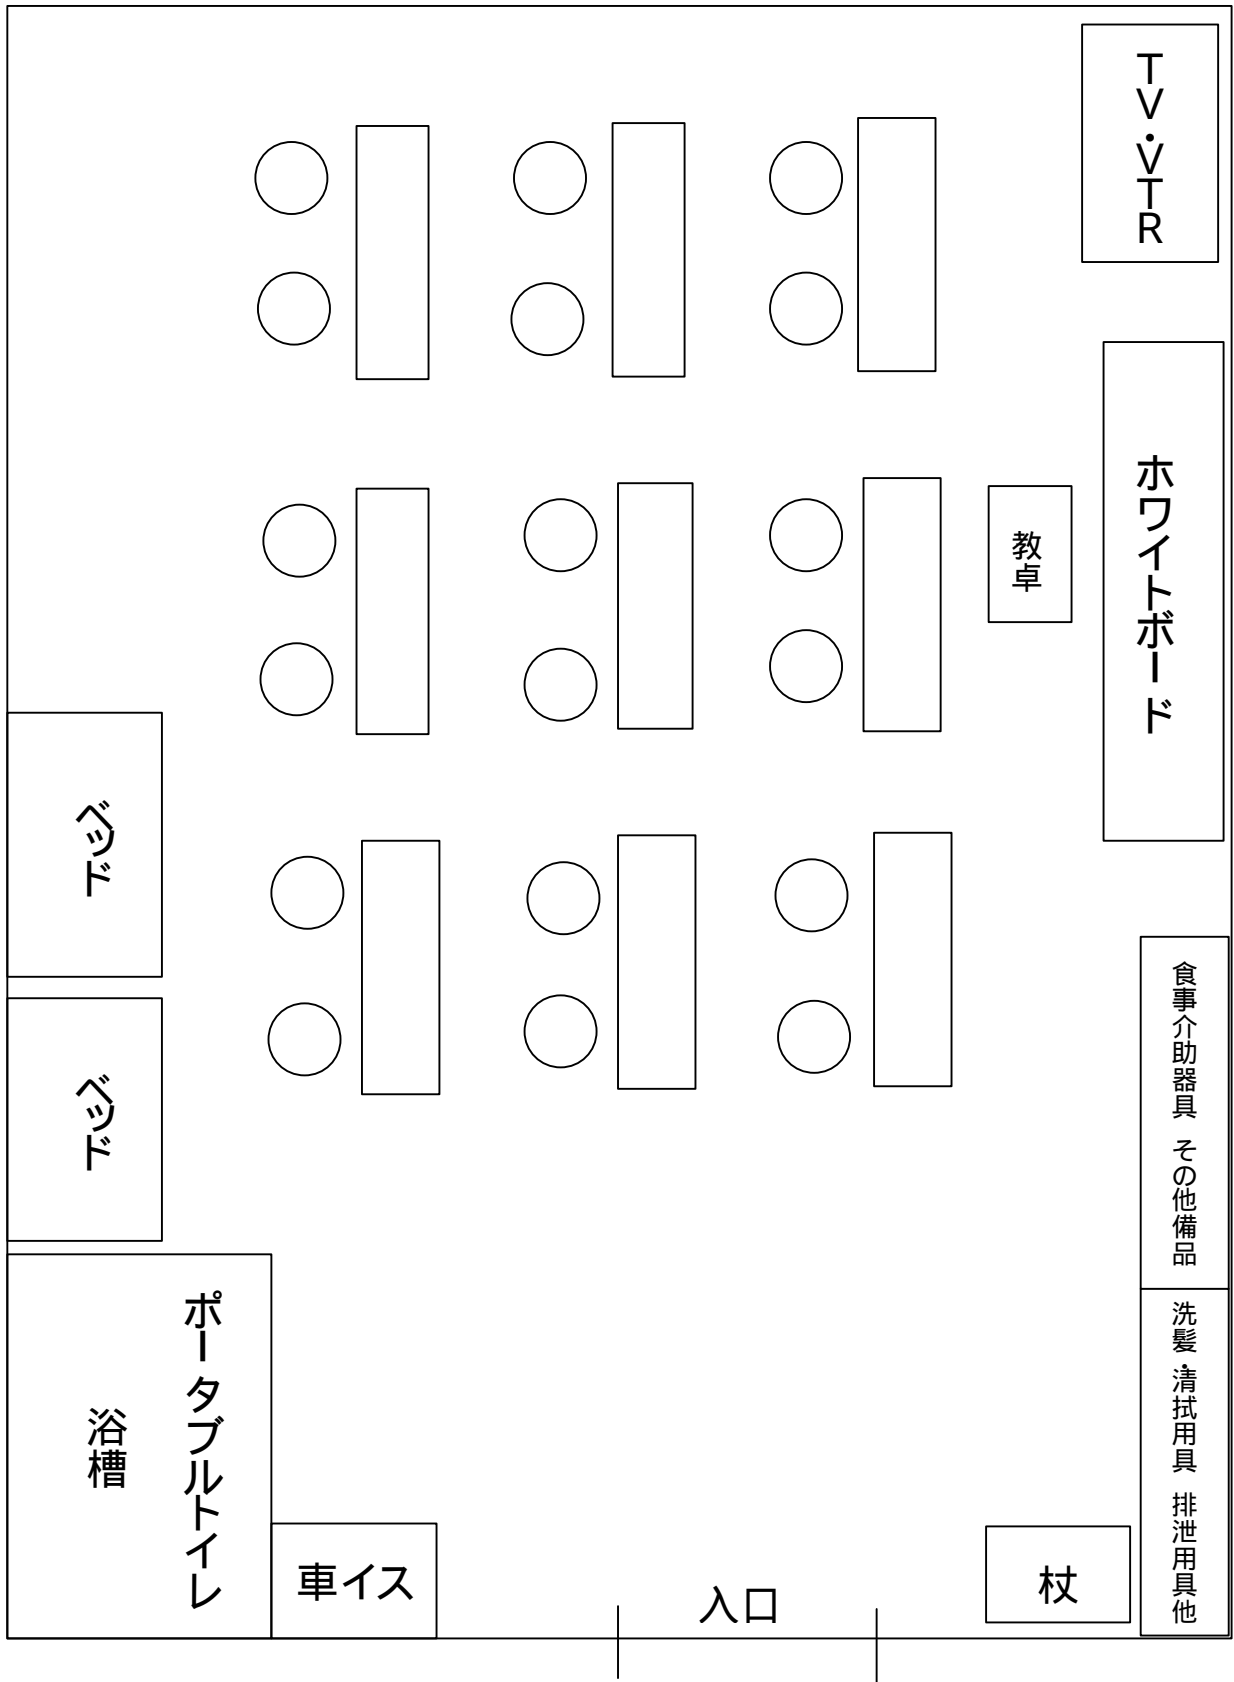 TV・VTR
ホワイトボード
教卓
ベッド
ベッド
食事介助器具 その他備品
洗髪・清拭用具 排泄用具他
ポータブルトイレ
浴槽
車イス
入口
杖